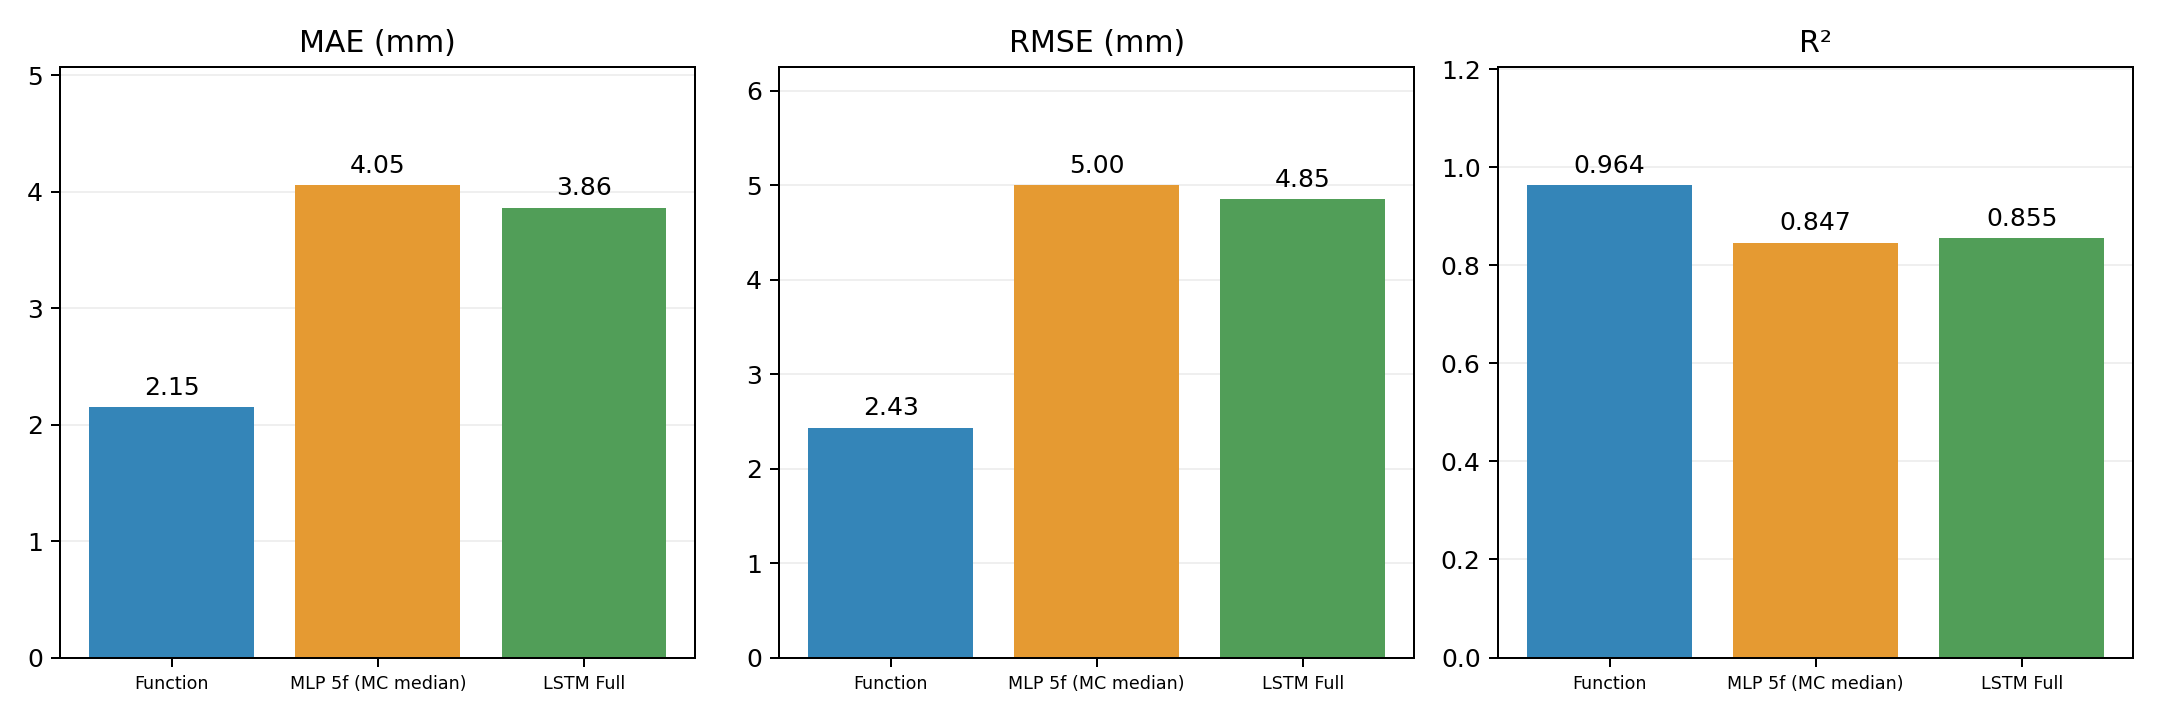 MAE (mm)
5
4
3
2
1
0
2.15
4.05
3.86
Function
MLP 5f (MC median)
LSTM Full
RMSE (mm)
6
5
4
3
2
1
0
2.43
5.00
4.85
Function
MLP 5f (MC median)
LSTM Full
R²
1.2
1.0
0.8
0.6
0.4
0.2
0.0
0.964
0.847
0.855
Function
MLP 5f (MC median)
LSTM Full